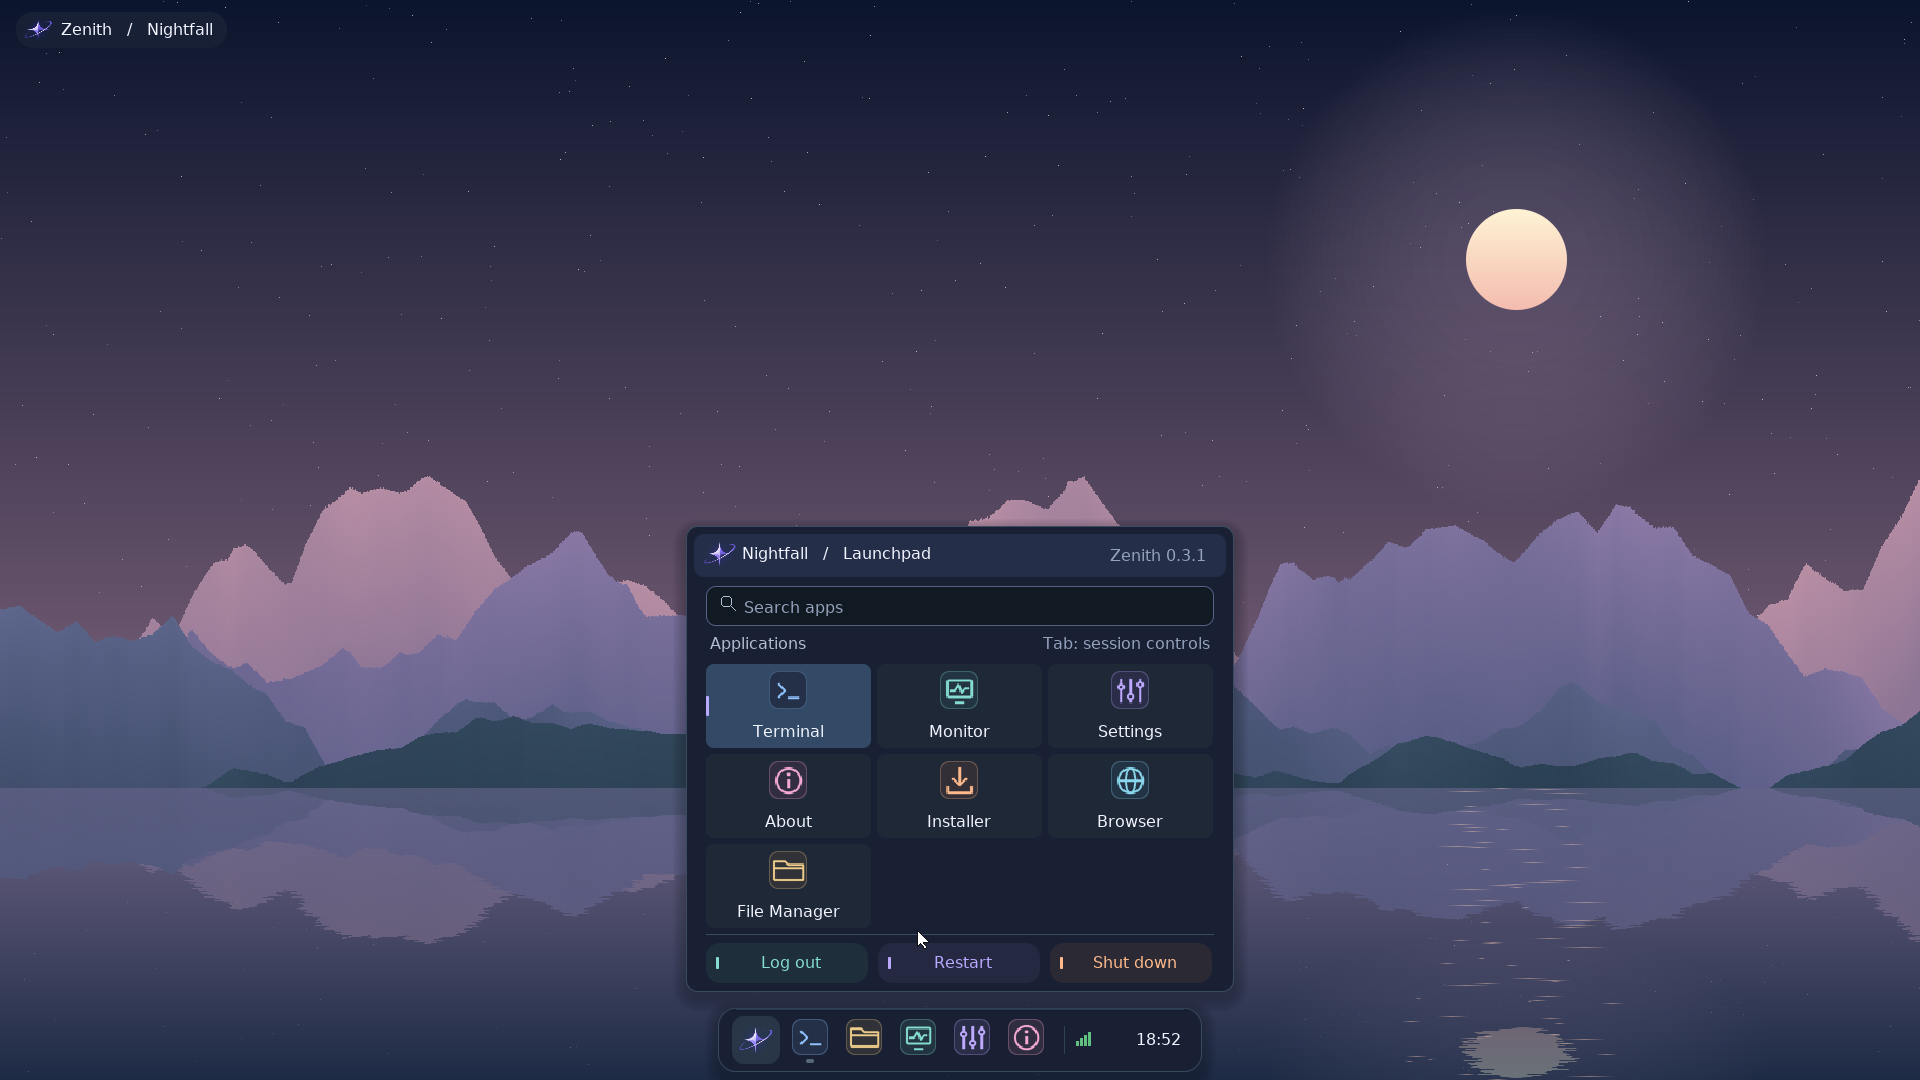 Zenith / Nightfall
Nightfall / Launchpad Zenith 0.3.1
Search apps
Applications Tab: session controls
Terminal Monitor Settings
About Installer Browser
File Manager
Log out Restart Shut down
18:52